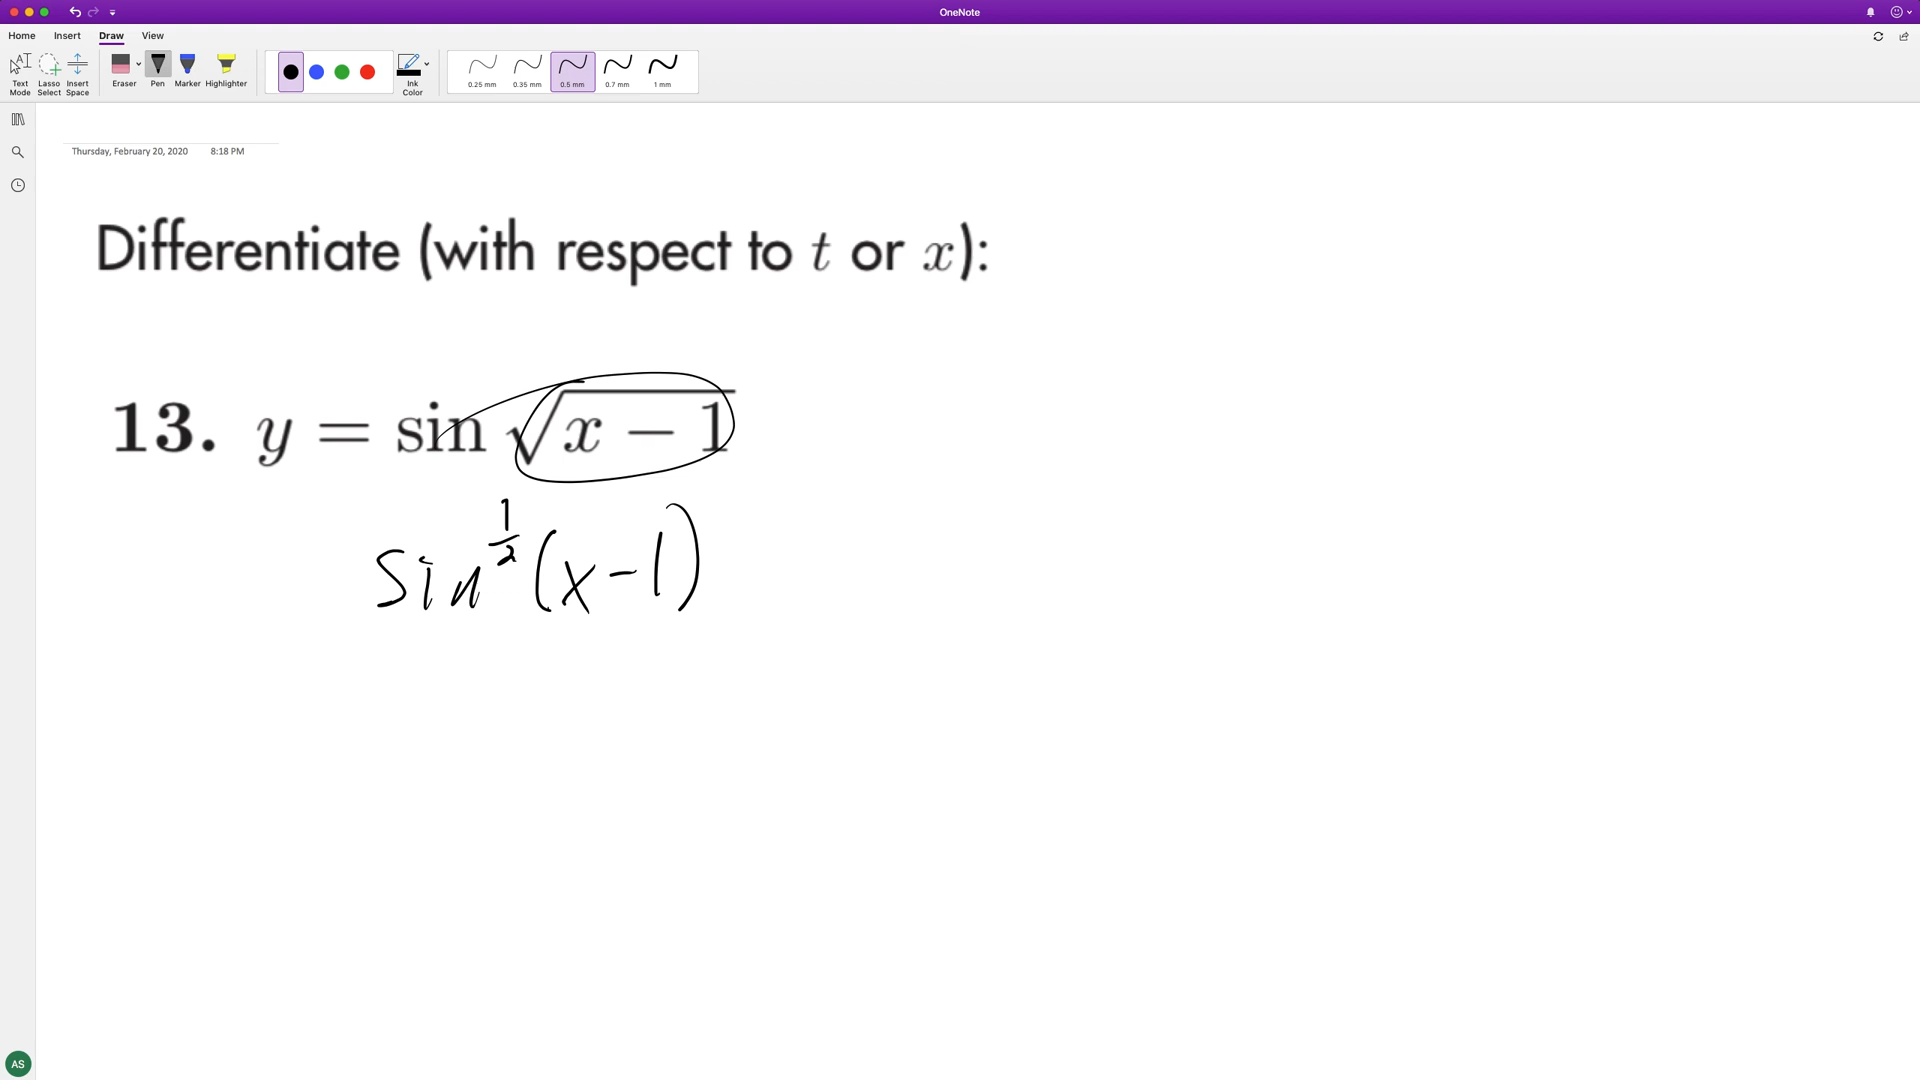 OneNote
Home Insert Draw View
Text Mode Lasso Select Insert Space Eraser Pen Marker Highlighter Ink Color 0.25 mm 0.35 mm 0.5 mm 0.7 mm 1 mm
Thursday, February 20, 2020 8:18 PM
Differentiate (with respect to t or x):
13. y = sin √(x − 1)
Sin^(1/2) (x-1)
AS